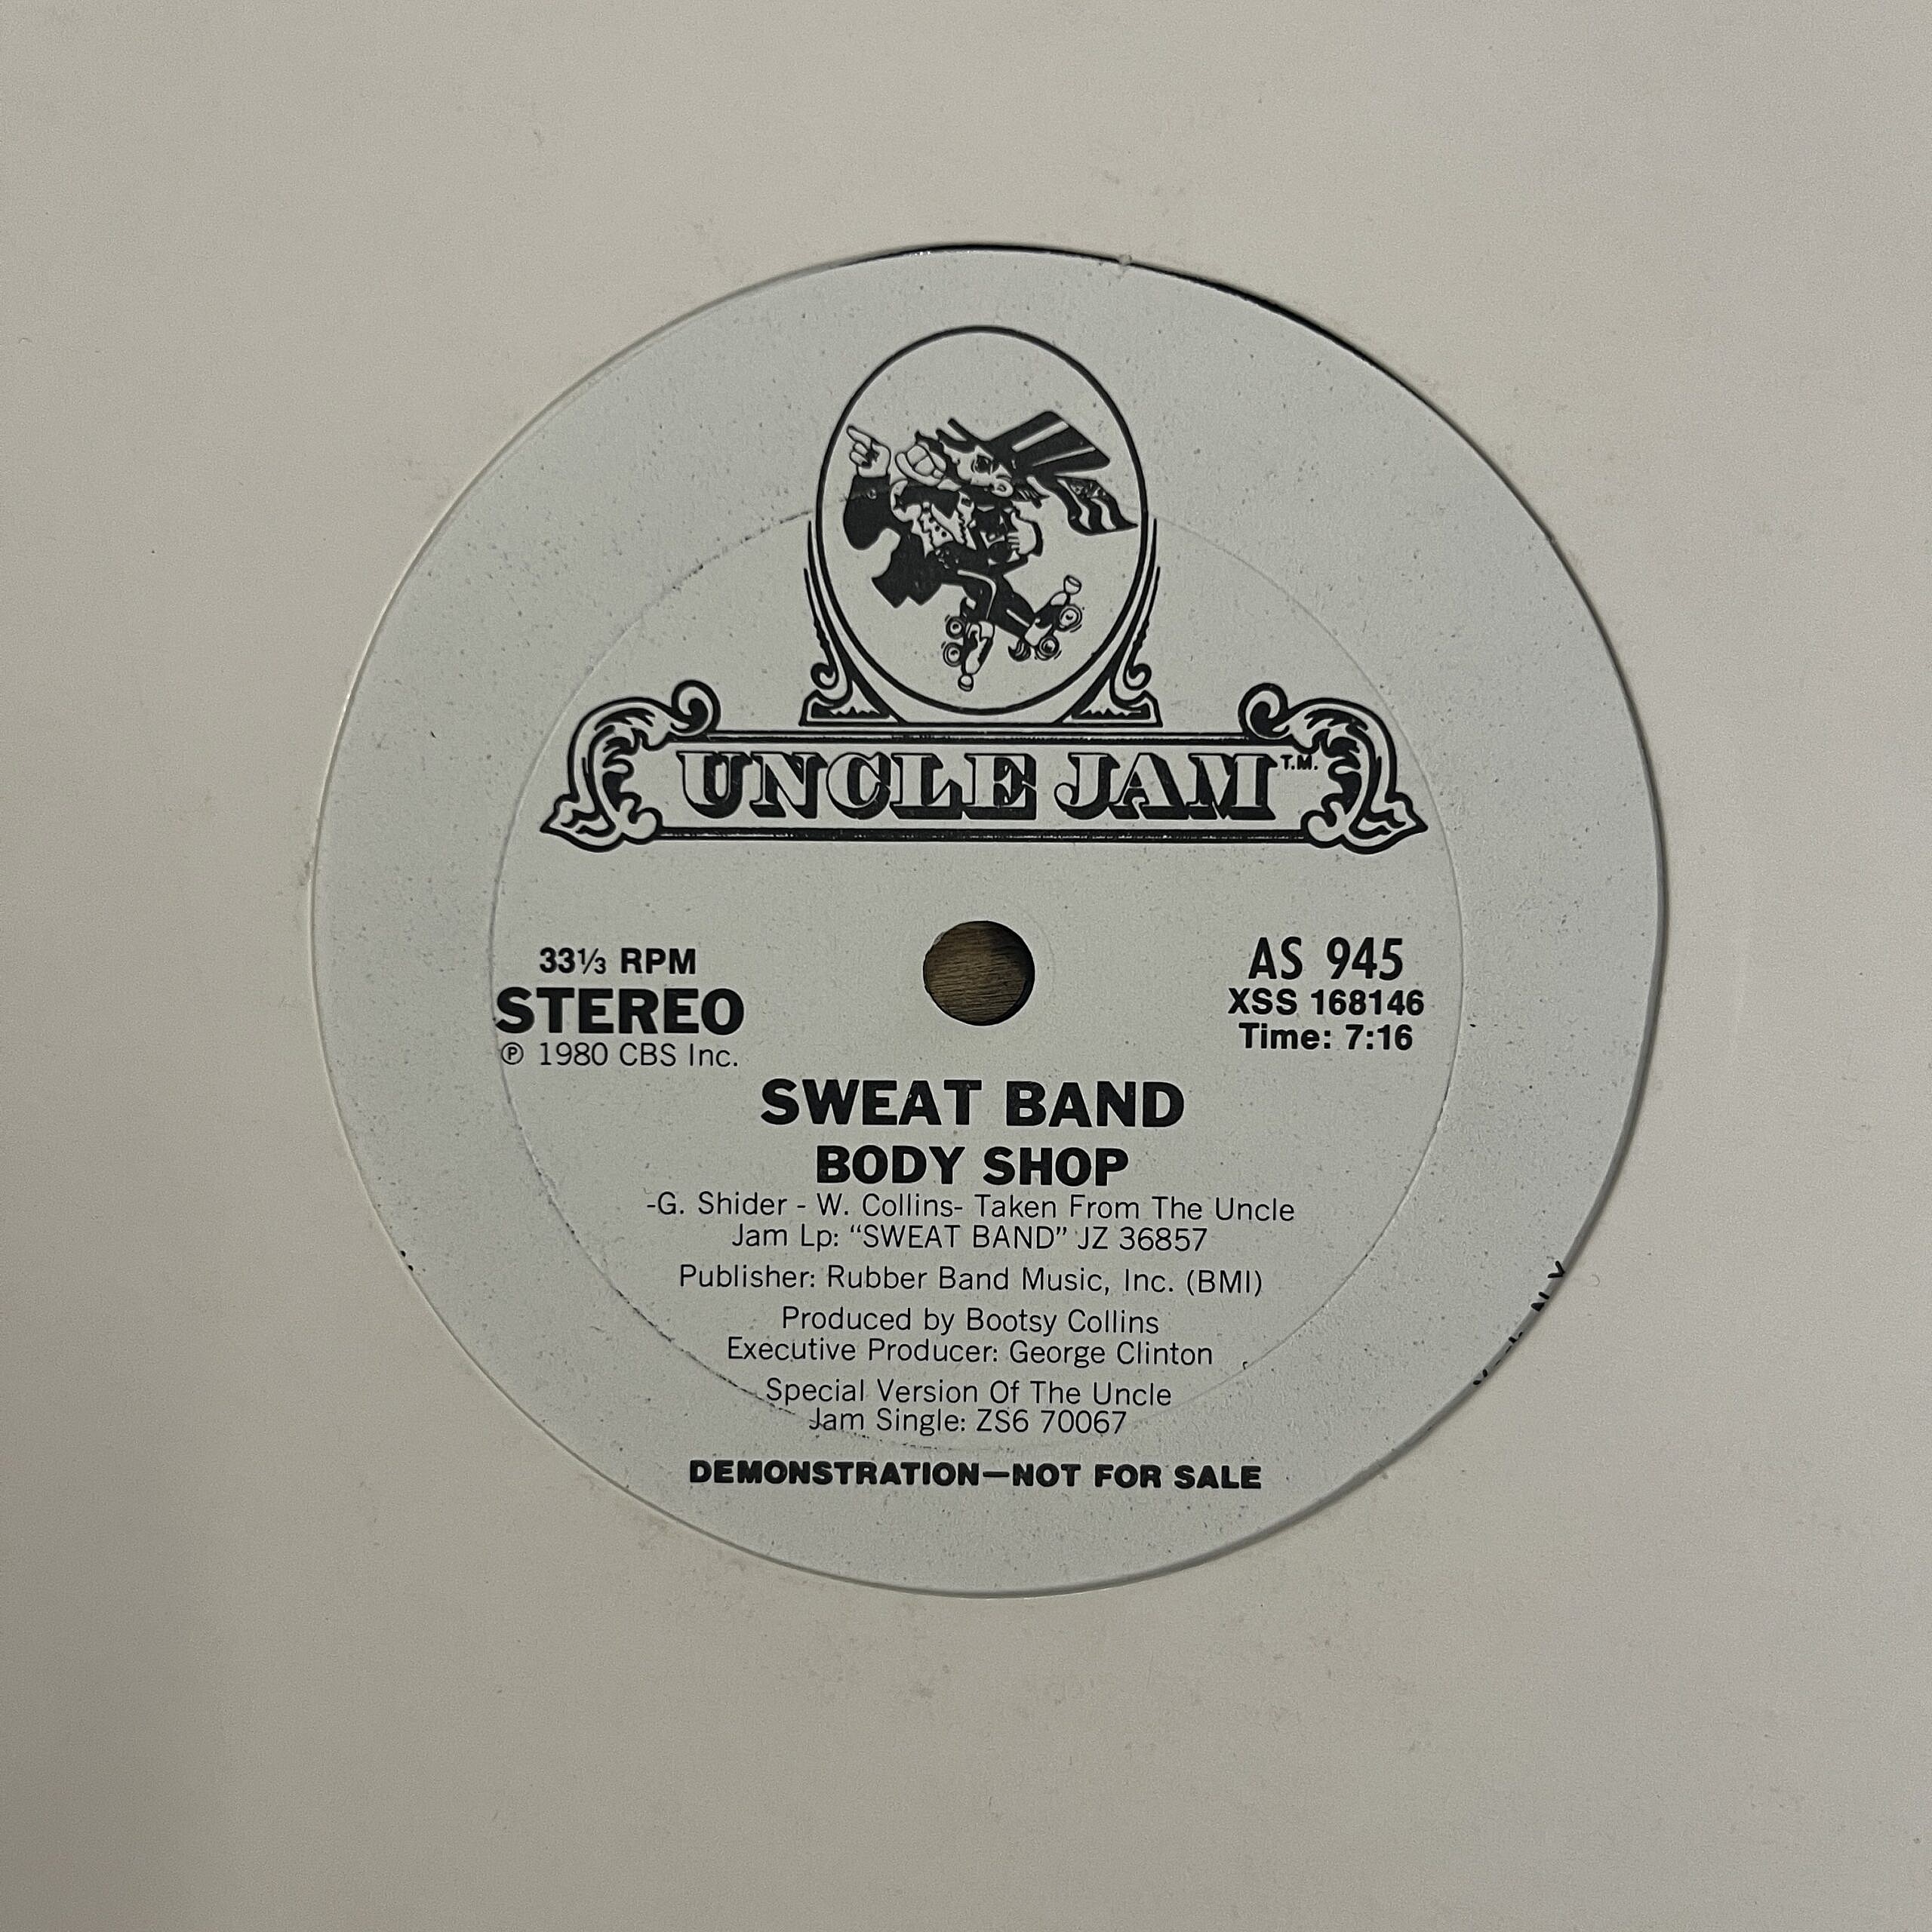 UNCLE JAM T.M.
33⅓ RPM
STEREO
℗ 1980 CBS Inc.
AS 945
XSS 168146
Time: 7:16
SWEAT BAND
BODY SHOP
-G. Shider - W. Collins- Taken From The Uncle
Jam Lp: “SWEAT BAND” JZ 36857
Publisher: Rubber Band Music, Inc. (BMI)
Produced by Bootsy Collins
Executive Producer: George Clinton
Special Version Of The Uncle
Jam Single: ZS6 70067
DEMONSTRATION—NOT FOR SALE